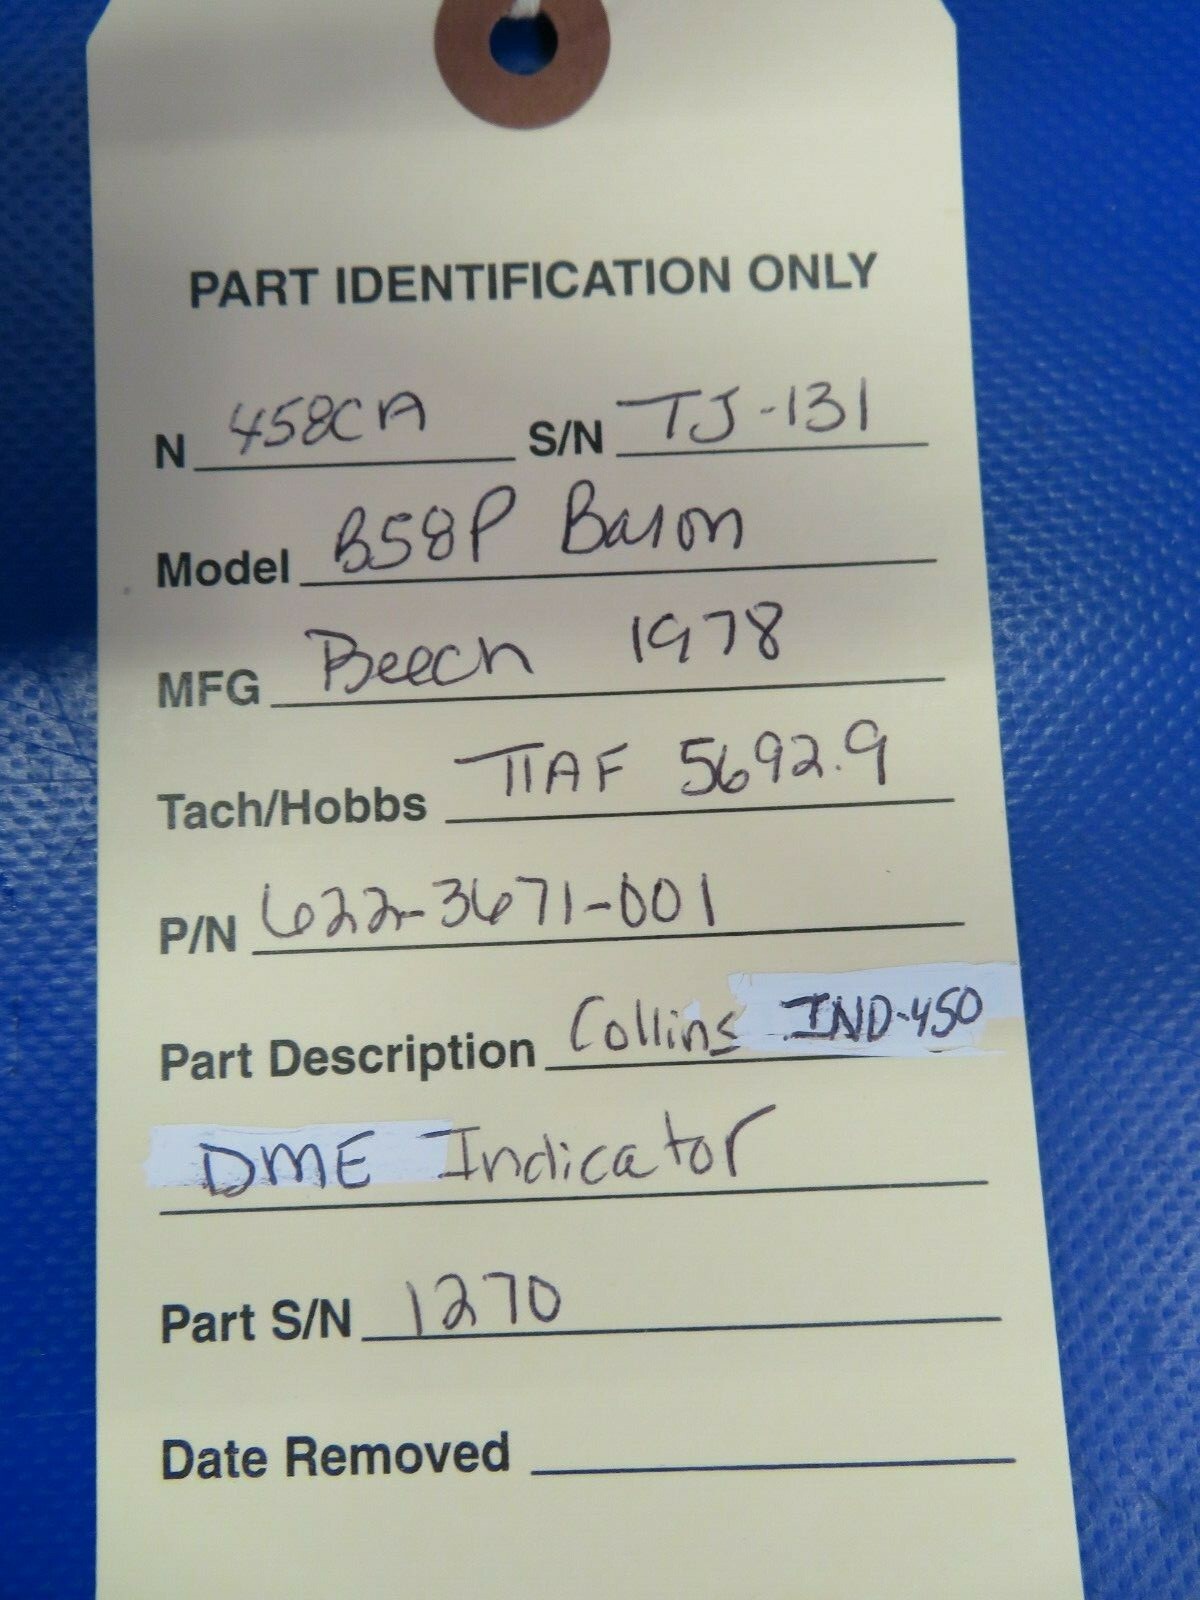 PART IDENTIFICATION ONLY
N 458CA S/N TJ-131
Model B58P Baron
MFG Beech 1978
Tach/Hobbs TTAF 5692.9
P/N 622-3671-001
Part Description Collins IND-450
DME Indicator
Part S/N 1270
Date Removed